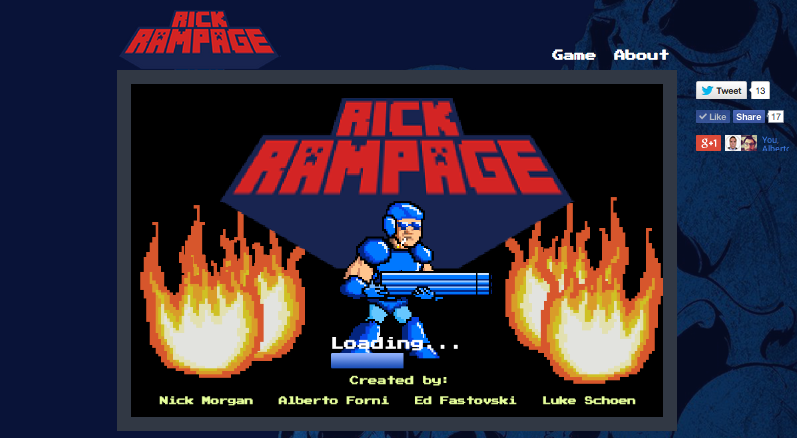 RICK
RAMPAGE
Game About
Tweet 13
Like Share 17
g+1 You,
Alberto
RICK
RAMPAGE
Loading...
Created by:
Nick Morgan Alberto Forni Ed Fastovski Luke Schoen